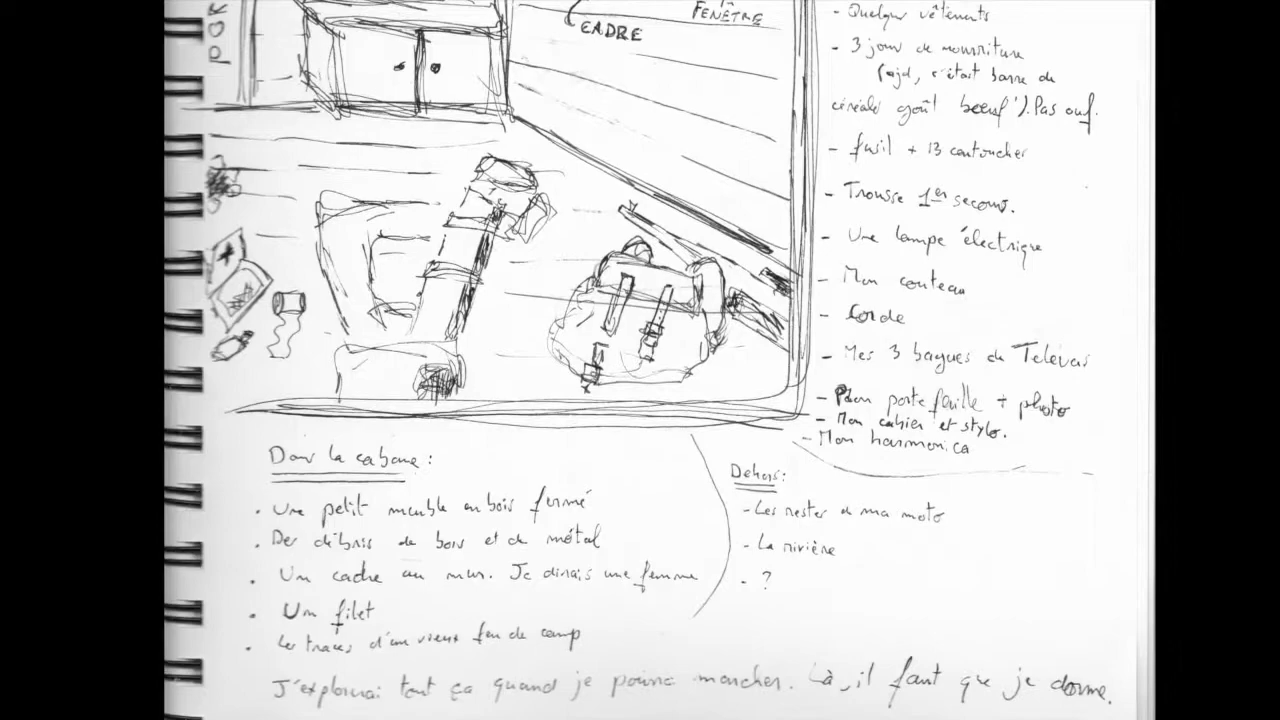 POR
FENÊTRE
CADRE
- Quelques vêtements
- 3 jours de nourriture
(ajd, c'était barre de
céréales goût "boeuf"). Pas ouf.
- fusil + 13 cartouches
- Trousse 1er secours.
- Une lampe électrique
- Mon couteau
- Corde
- Mes 3 bagues de Televas
- Mon portefeuille + photo
- Mon cahier et stylo.
- Mon harmonica
Dans la cabane :
. Un petit meuble en bois fermé
. Des débris de bois et de métal
. Un cadre au mur. Je dirais une femme
. Un filet
. Les traces d'un vieux feu de camp
Dehors :
- Les restes de ma moto
- La rivière
- ?
J'explorerai tout ça quand je pourrai marcher. Là, il faut que je dorme.